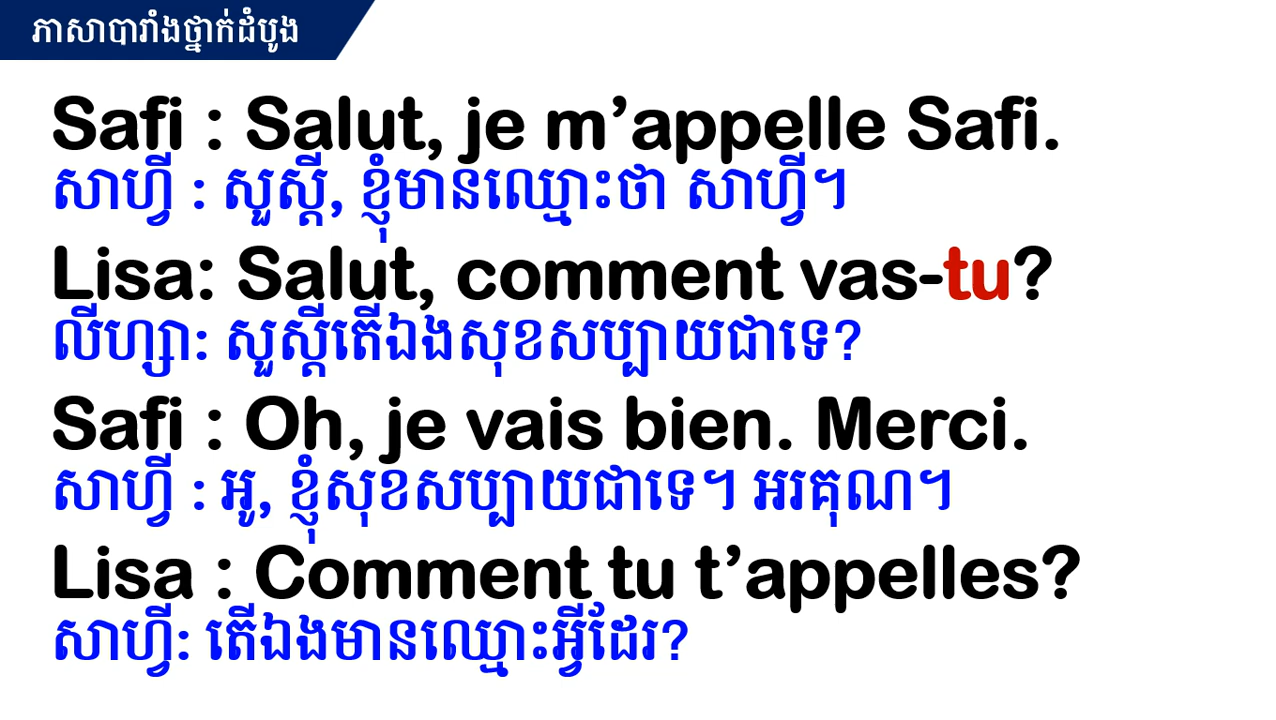 ភាសាបារាំងថ្នាក់ដំបូង
Safi : Salut, je m’appelle Safi.
សាហ្វី : សួស្តី, ខ្ញុំមានឈ្មោះថា សាហ្វី។
Lisa: Salut, comment vas-tu?
លីហ្សា: សួស្តីតើឯងសុខសប្បាយជាទេ?
Safi : Oh, je vais bien. Merci.
សាហ្វី : អូ, ខ្ញុំសុខសប្បាយជាទេ។ អរគុណ។
Lisa : Comment tu t’appelles?
សាហ្វី: តើឯងមានឈ្មោះអ្វីដែរ?